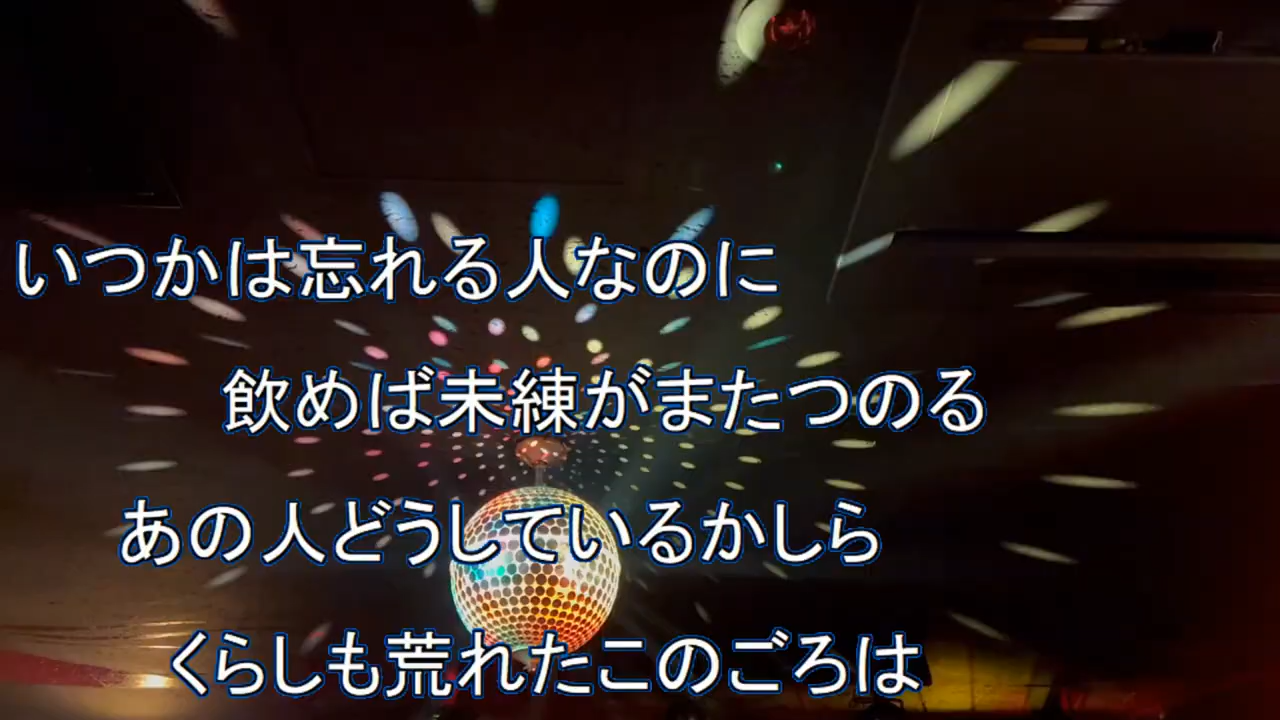 いつかは忘れる人なのに
飲めば未練がまたつのる
あの人どうしているかしら
くらしも荒れたこのごろは